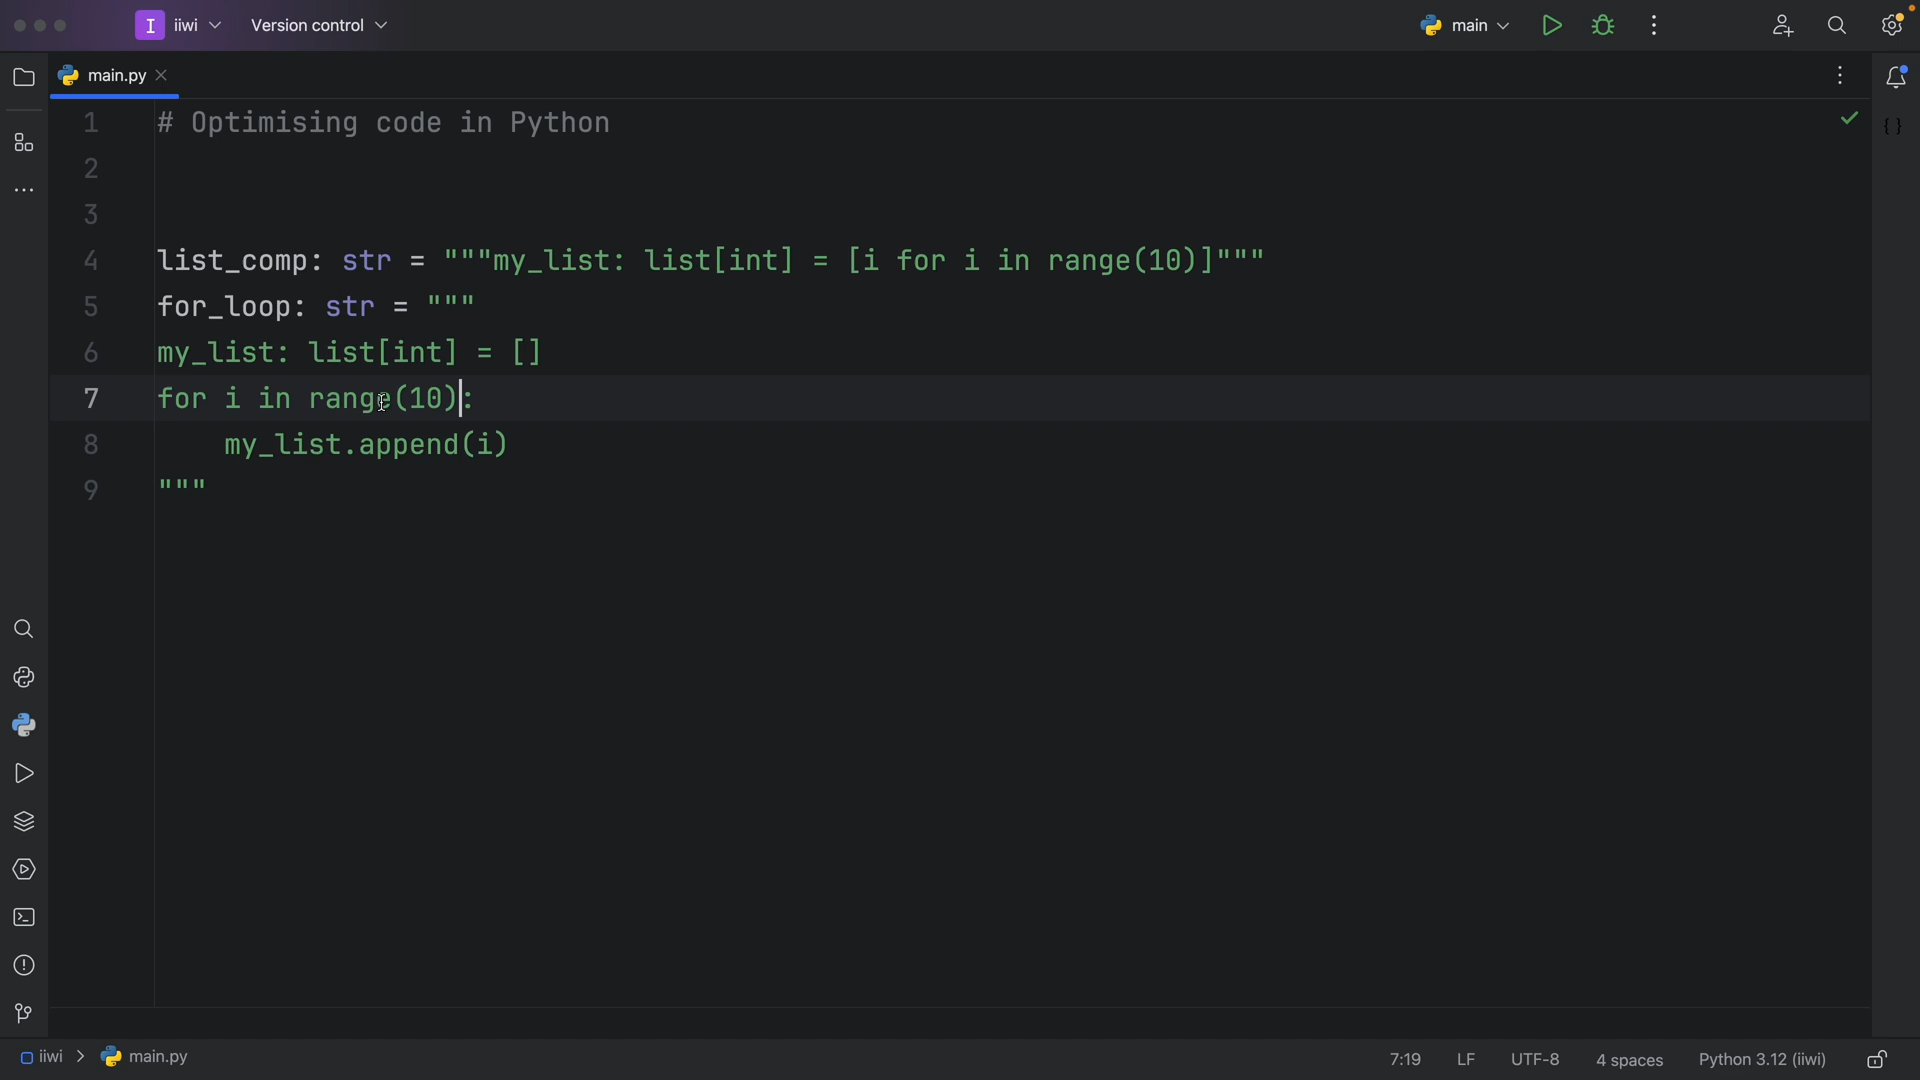 I iiwi Version control main
main.py
1 # Optimising code in Python
2
3
4 list_comp: str = """my_list: list[int] = [i for i in range(10)]"""
5 for_loop: str = """
6 my_list: list[int] = []
7 for i in range(10):
8     my_list.append(i)
9 """
iiwi > main.py 7:19 LF UTF-8 4 spaces Python 3.12 (iiwi)